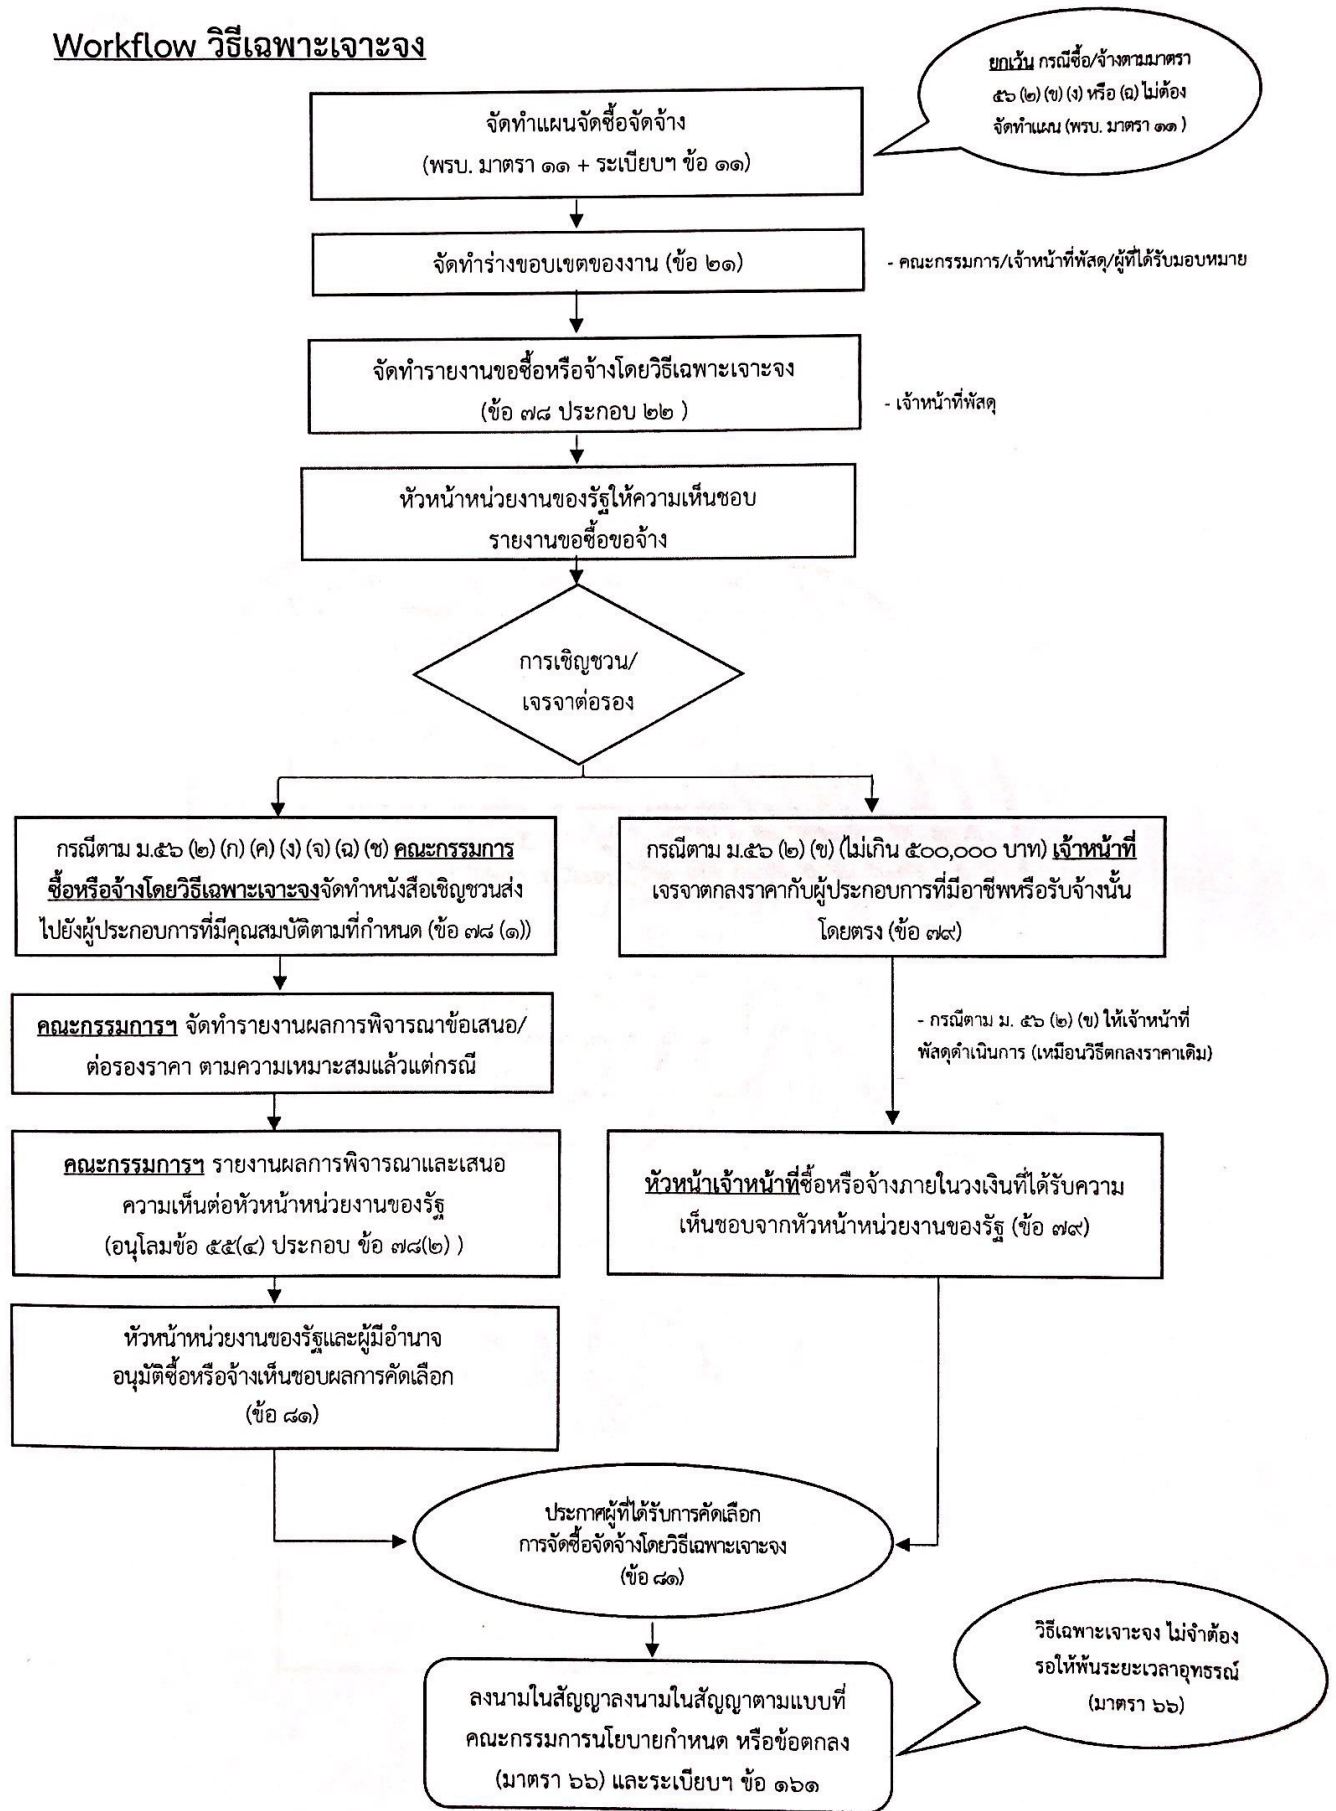 Workflow วิธีเฉพาะเจาะจง
ยกเว้น กรณีซื้อ/จ้างตามมาตรา
๕๖ (๒) (ข) (ง) หรือ (ฉ) ไม่ต้อง
จัดทำแผน (พรบ. มาตรา ๑๑ )
จัดทำแผนจัดซื้อจัดจ้าง
(พรบ. มาตรา ๑๑ + ระเบียบฯ ข้อ ๑๑)
จัดทำร่างขอบเขตของงาน (ข้อ ๒๑)
- คณะกรรมการ/เจ้าหน้าที่พัสดุ/ผู้ที่ได้รับมอบหมาย
จัดทำรายงานขอซื้อหรือจ้างโดยวิธีเฉพาะเจาะจง
(ข้อ ๗๘ ประกอบ ๒๒ )
- เจ้าหน้าที่พัสดุ
หัวหน้าหน่วยงานของรัฐให้ความเห็นชอบ
รายงานขอซื้อขอจ้าง
การเชิญชวน/
เจรจาต่อรอง
กรณีตาม ม.๕๖ (๒) (ก) (ค) (ง) (จ) (ฉ) (ช) คณะกรรมการ
ซื้อหรือจ้างโดยวิธีเฉพาะเจาะจงจัดทำหนังสือเชิญชวนส่ง
ไปยังผู้ประกอบการที่มีคุณสมบัติตามที่กำหนด (ข้อ ๗๘ (๑))
กรณีตาม ม.๕๖ (๒) (ข) (ไม่เกิน ๕๐๐,๐๐๐ บาท) เจ้าหน้าที่
เจรจาตกลงราคากับผู้ประกอบการที่มีอาชีพหรือรับจ้างนั้น
โดยตรง (ข้อ ๗๙)
คณะกรรมการฯ จัดทำรายงานผลการพิจารณาข้อเสนอ/
ต่อรองราคา ตามความเหมาะสมแล้วแต่กรณี
- กรณีตาม ม. ๕๖ (๒) (ข) ให้เจ้าหน้าที่
พัสดุดำเนินการ (เหมือนวิธีตกลงราคาเดิม)
คณะกรรมการฯ รายงานผลการพิจารณาและเสนอ
ความเห็นต่อหัวหน้าหน่วยงานของรัฐ
(อนุโลมข้อ ๕๕(๔) ประกอบ ข้อ ๗๘(๒) )
หัวหน้าเจ้าหน้าที่ซื้อหรือจ้างภายในวงเงินที่ได้รับความ
เห็นชอบจากหัวหน้าหน่วยงานของรัฐ (ข้อ ๗๙)
หัวหน้าหน่วยงานของรัฐและผู้มีอำนาจ
อนุมัติซื้อหรือจ้างเห็นชอบผลการคัดเลือก
(ข้อ ๘๑)
ประกาศผู้ที่ได้รับการคัดเลือก
การจัดซื้อจัดจ้างโดยวิธีเฉพาะเจาะจง
(ข้อ ๘๑)
วิธีเฉพาะเจาะจง ไม่จำต้อง
รอให้พ้นระยะเวลาอุทธรณ์
(มาตรา ๖๖)
ลงนามในสัญญาลงนามในสัญญาตามแบบที่
คณะกรรมการนโยบายกำหนด หรือข้อตกลง
(มาตรา ๖๖) และระเบียบฯ ข้อ ๑๖๑